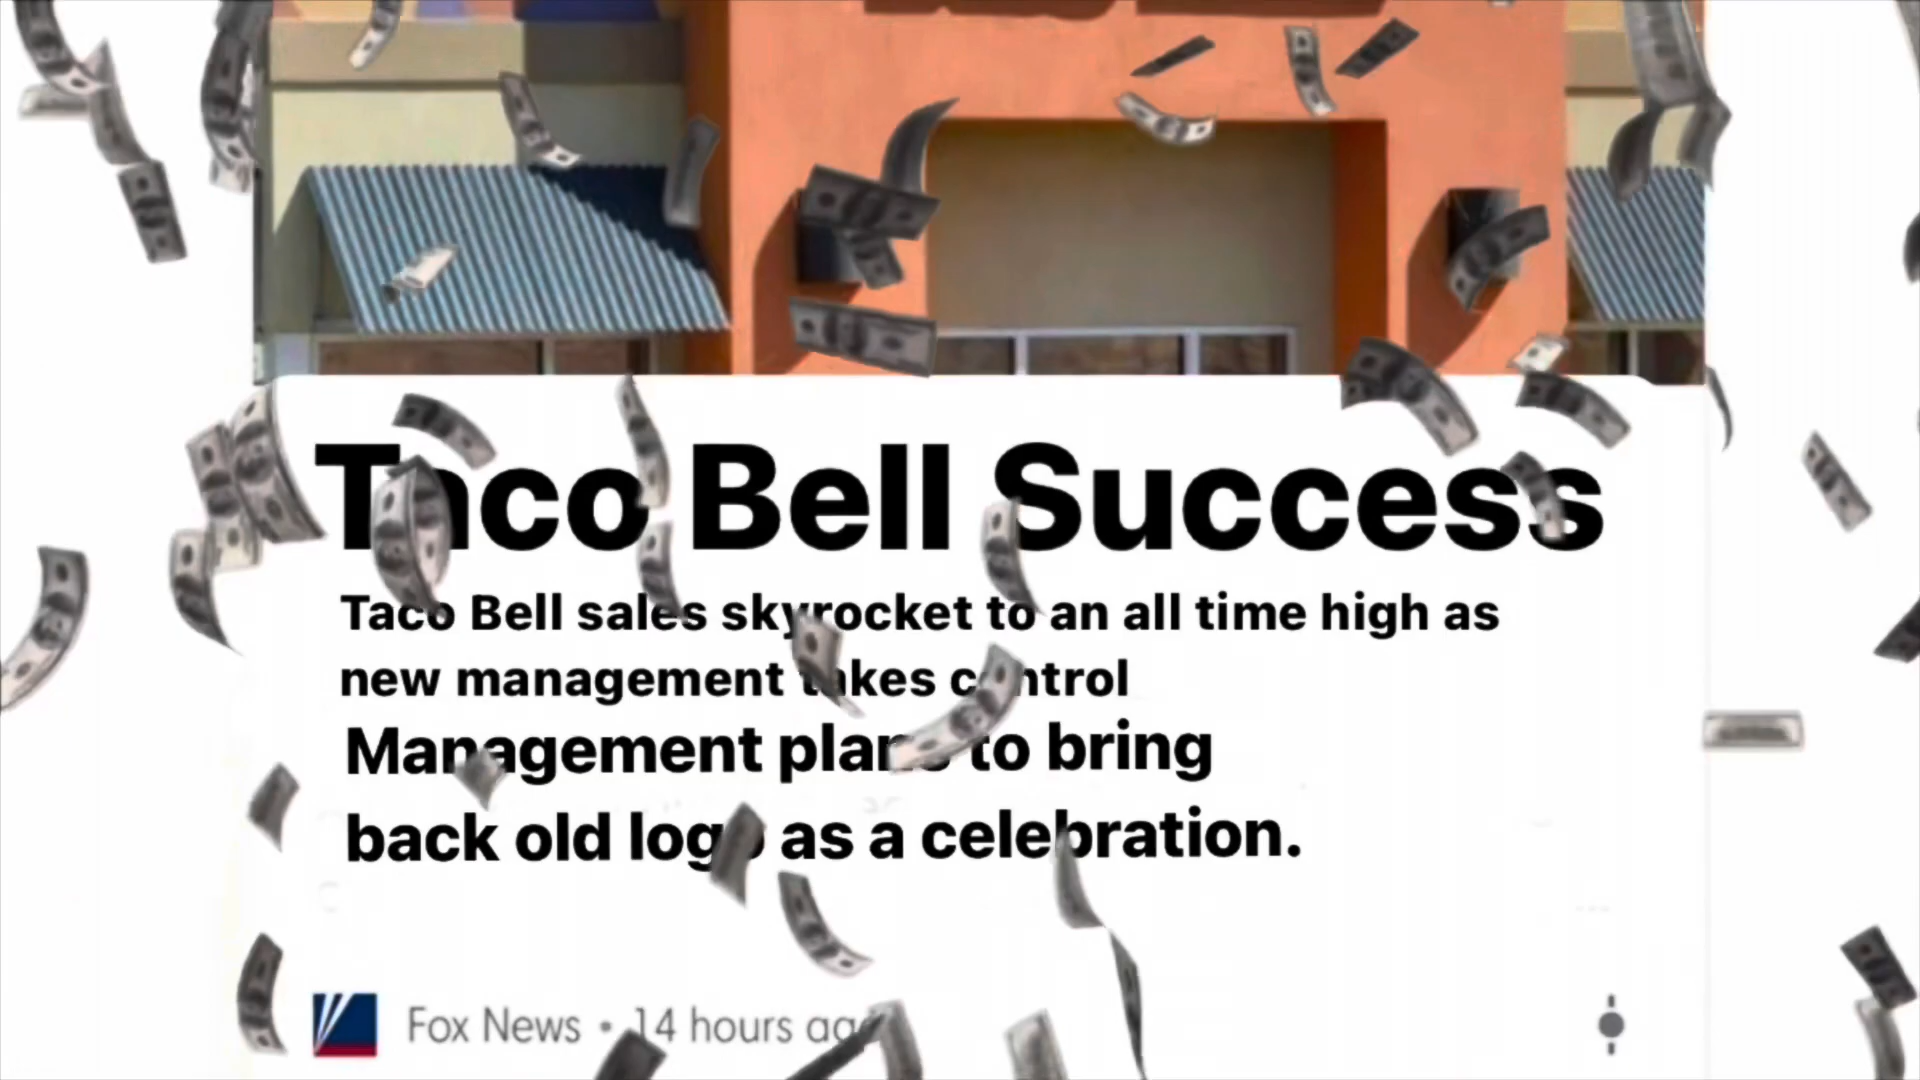 Taco Bell Success
Taco Bell sales skyrocket to an all time high as
new management takes control
Management plans to bring
back old logo as a celebration.
Fox News • 14 hours ago